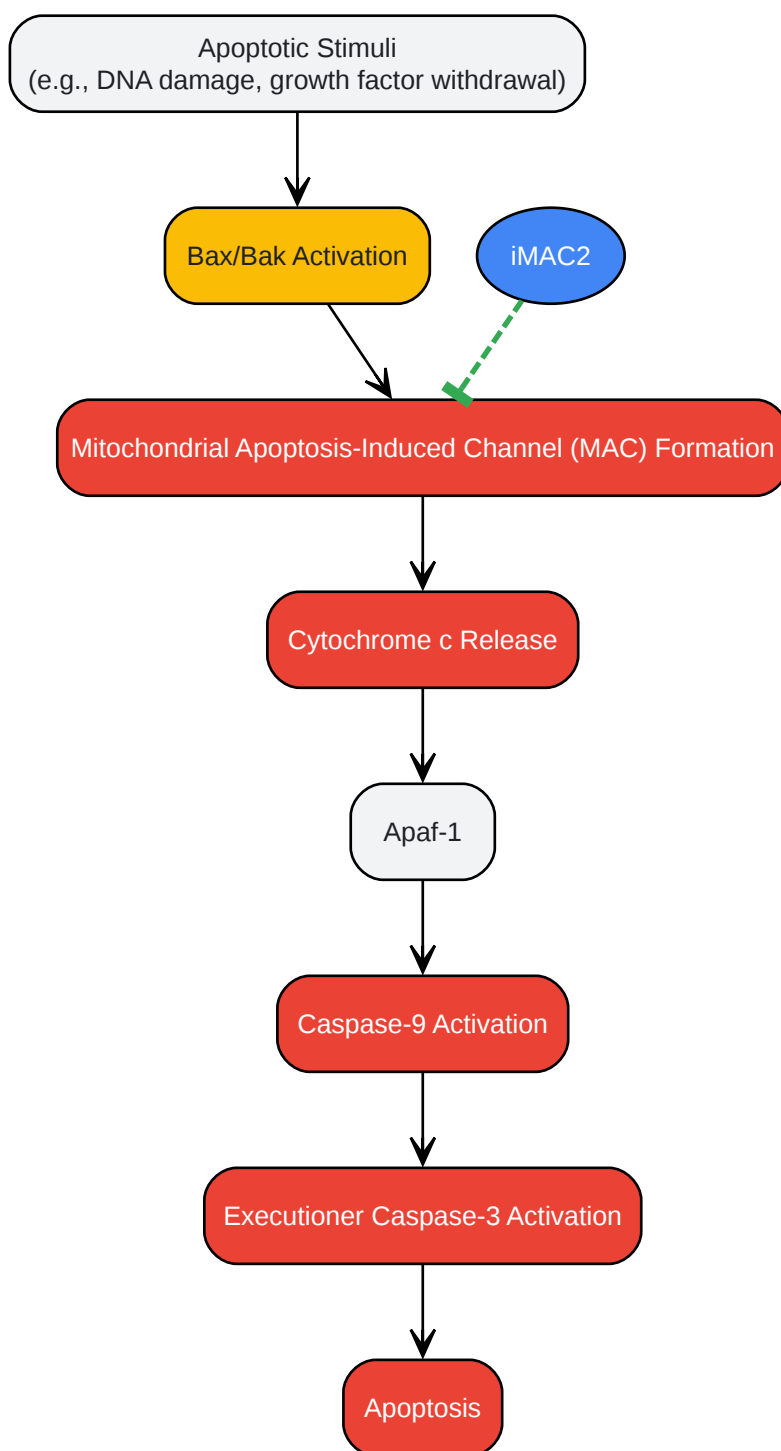 Apoptotic Stimuli
(e.g., DNA damage, growth factor withdrawal)
Bax/Bak Activation
iMAC2
Mitochondrial Apoptosis-Induced Channel (MAC) Formation
Cytochrome c Release
Apaf-1
Caspase-9 Activation
Executioner Caspase-3 Activation
Apoptosis